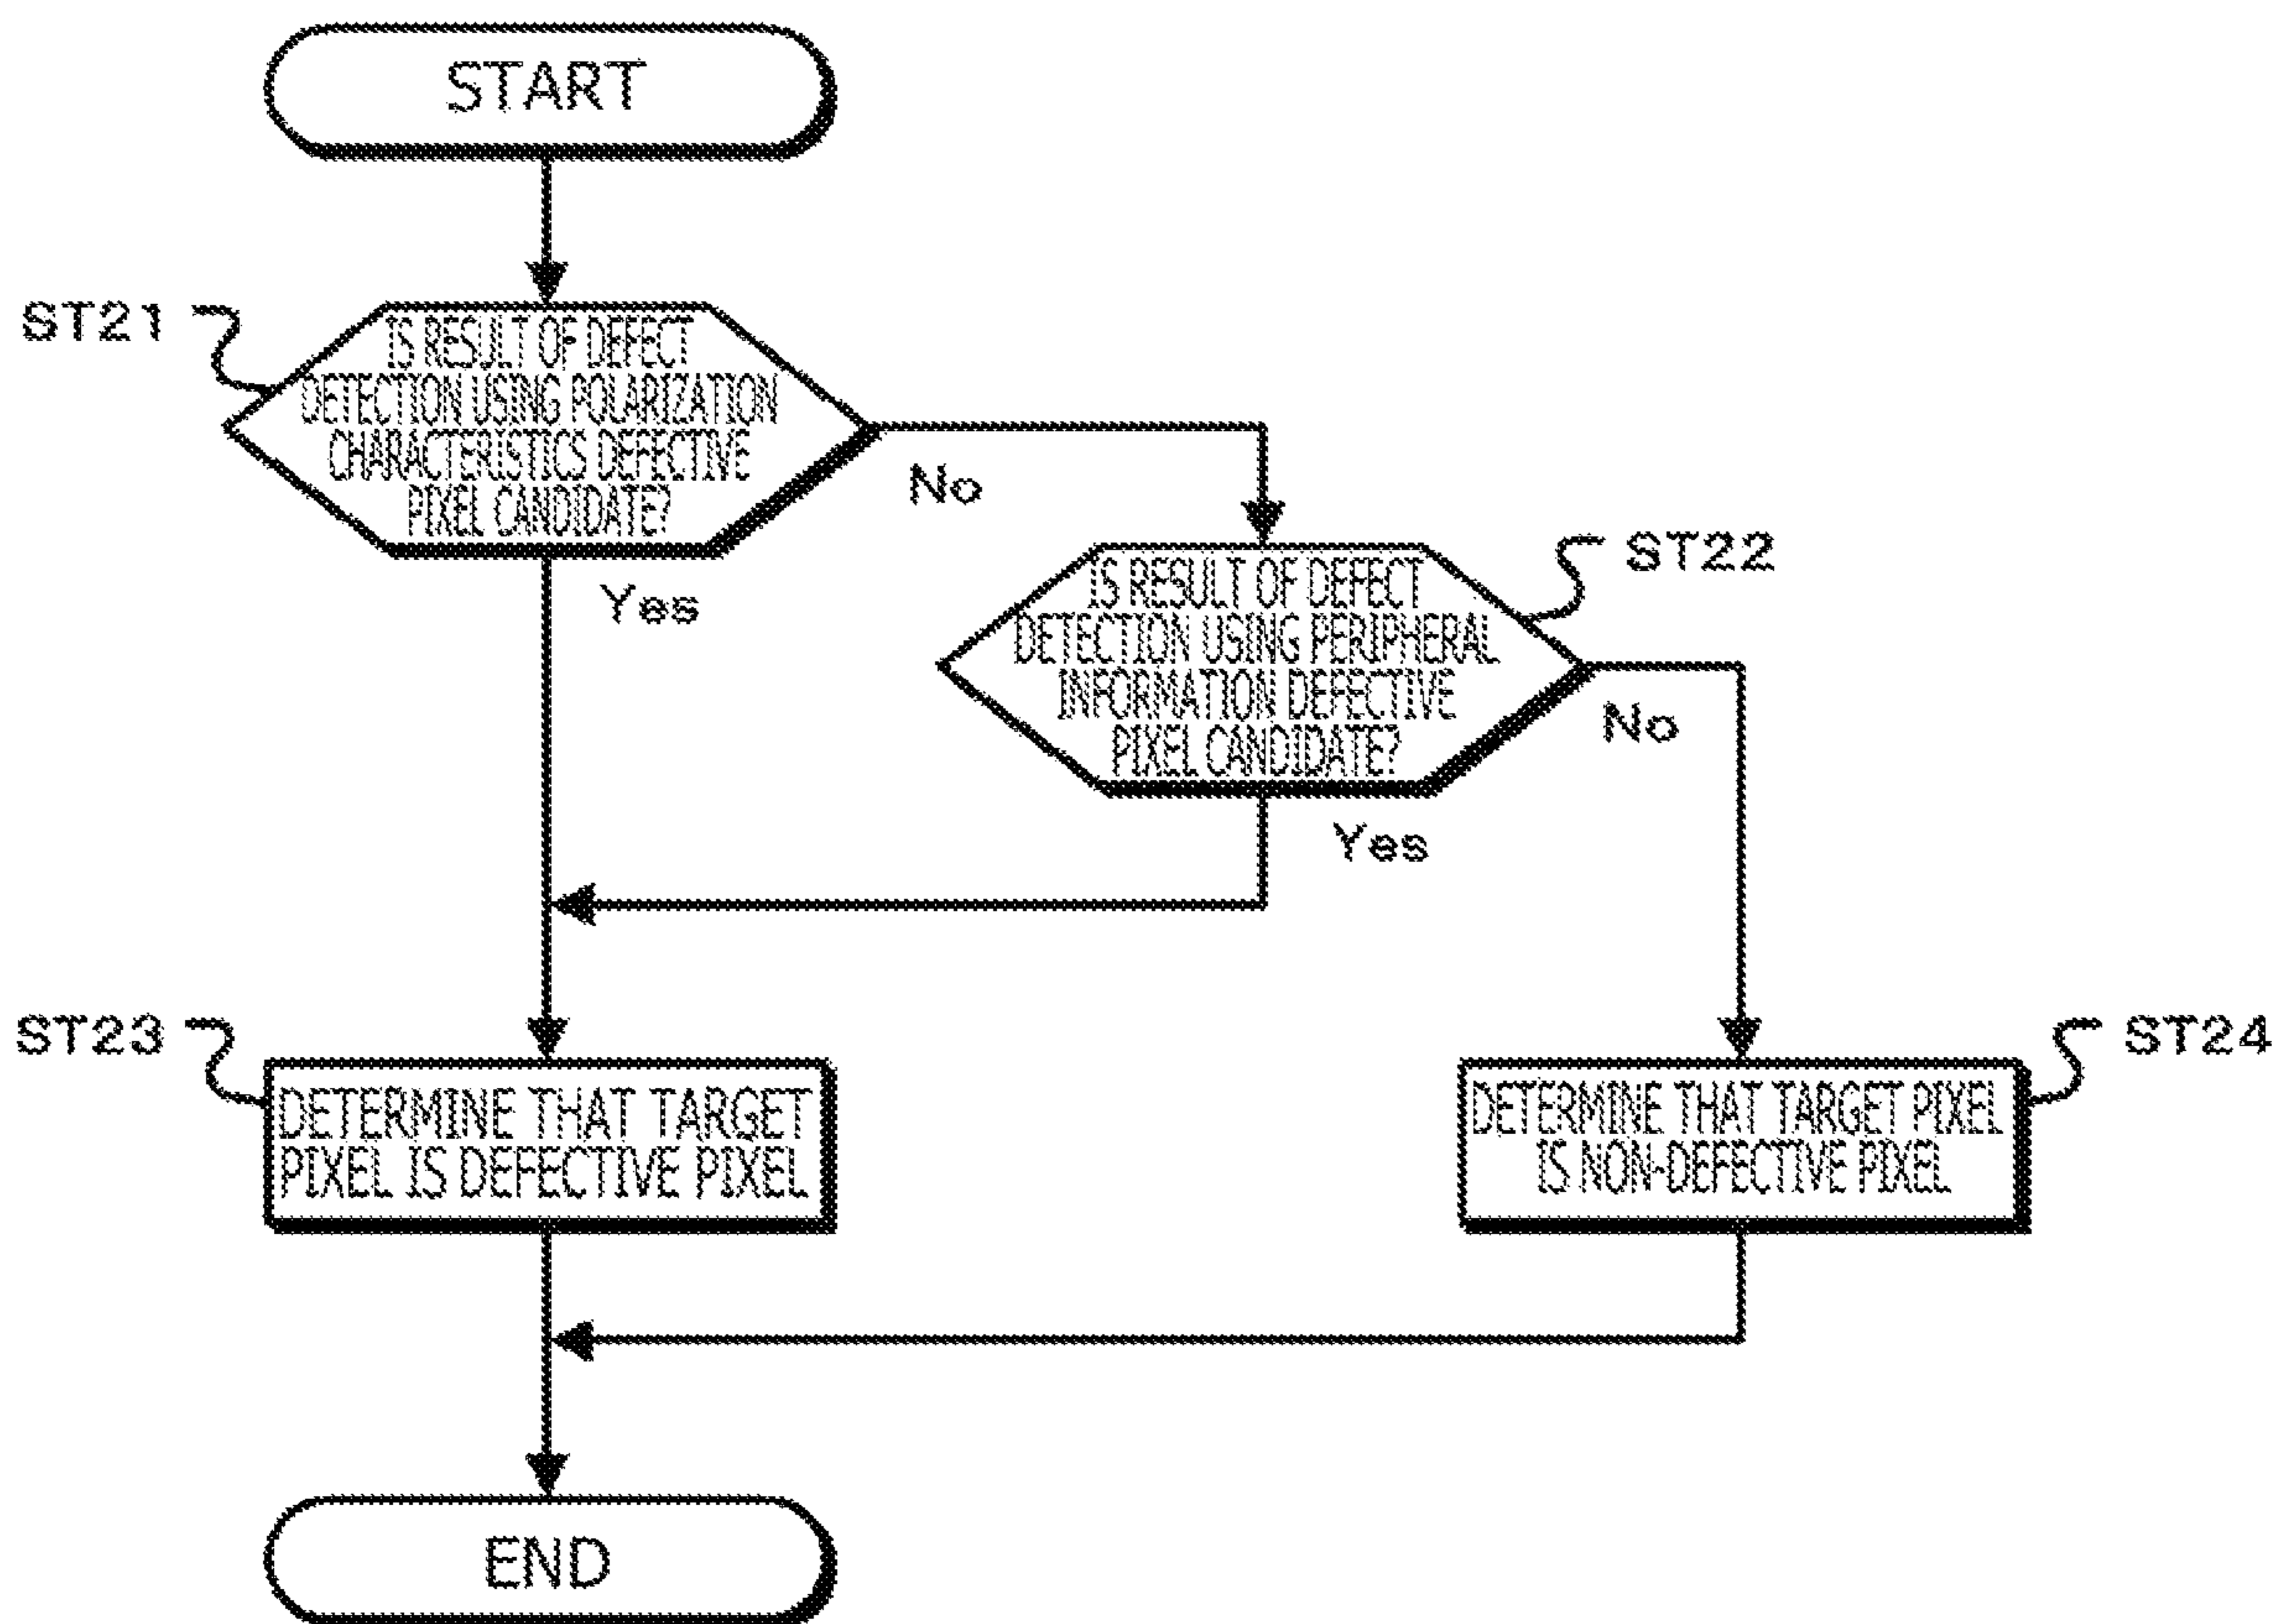 START
ST21
IS RESULT OF DEFECT
DETECTION USING POLARIZATION
CHARACTERISTICS DEFECTIVE
PIXEL CANDIDATE?
No
Yes
ST22
IS RESULT OF DEFECT
DETECTION USING PERIPHERAL
INFORMATION DEFECTIVE
PIXEL CANDIDATE?
No
Yes
ST23
DETERMINE THAT TARGET
PIXEL IS DEFECTIVE PIXEL
ST24
DETERMINE THAT TARGET PIXEL
IS NON-DEFECTIVE PIXEL
END